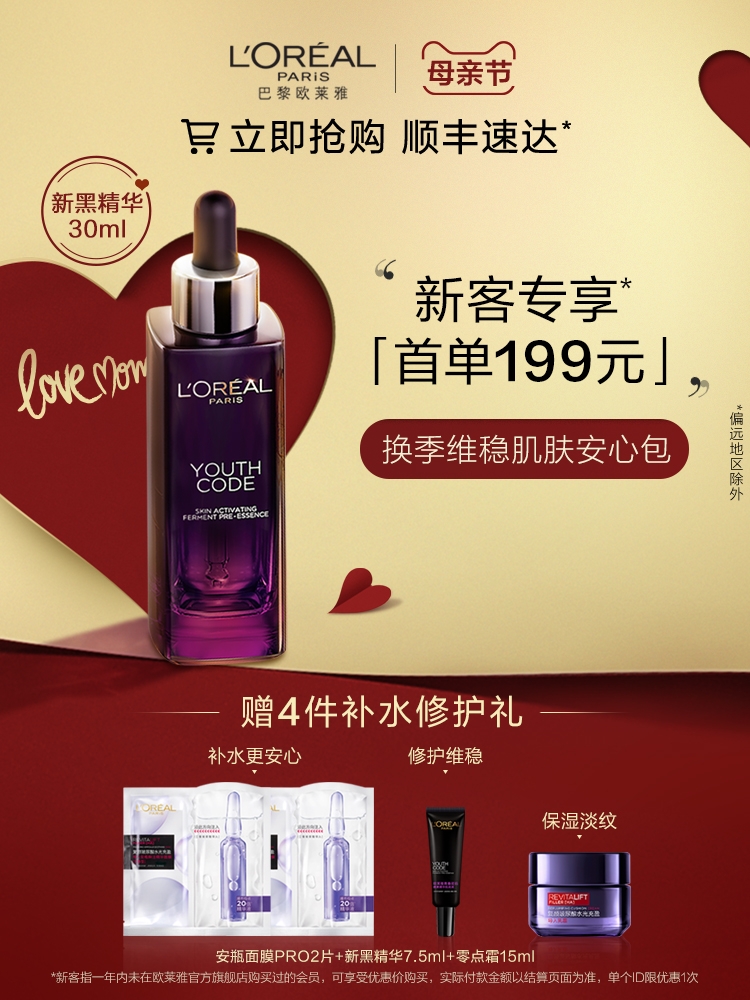 L'ORÉAL
PARIS
巴黎欧莱雅
母亲节
立即抢购 顺丰速达*
新黑精华
30ml
“新客专享*
「首单199元」”
换季维稳肌肤安心包
*偏远地区除外
love mom
L'ORÉAL
PARIS
YOUTH
CODE
SKIN ACTIVATING
FERMENT PRE-ESSENCE
赠4件补水修护礼
补水更安心
修护维稳
保湿淡纹
L'ORÉAL
REVITALIFT
20
20
L'ORÉAL
YOUTH
CODE
REVITALIFT
FILLER [HA]
安瓶面膜PRO2片+新黑精华7.5ml+零点霜15ml
*新客指一年内未在欧莱雅官方旗舰店购买过的会员，可享受优惠价购买，实际付款金额以结算页面为准，单个ID限优惠1次